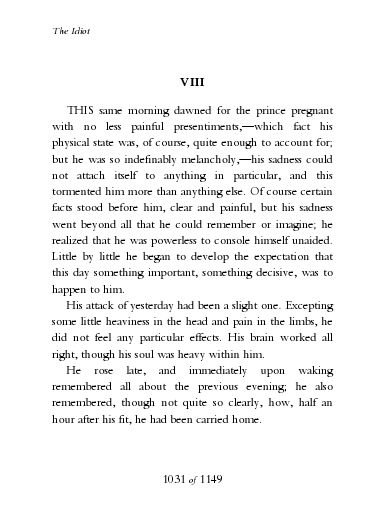 The Idiot
VIII
THIS same morning dawned for the prince pregnant
with no less painful presentiments,—which fact his
physical state was, of course, quite enough to account for;
but he was so indefinably melancholy,—his sadness could
not attach itself to anything in particular, and this
tormented him more than anything else. Of course certain
facts stood before him, clear and painful, but his sadness
went beyond all that he could remember or imagine; he
realized that he was powerless to console himself unaided.
Little by little he began to develop the expectation that
this day something important, something decisive, was to
happen to him.
His attack of yesterday had been a slight one. Excepting
some little heaviness in the head and pain in the limbs, he
did not feel any particular effects. His brain worked all
right, though his soul was heavy within him.
He rose late, and immediately upon waking
remembered all about the previous evening; he also
remembered, though not quite so clearly, how, half an
hour after his fit, he had been carried home.
1031 of 1149